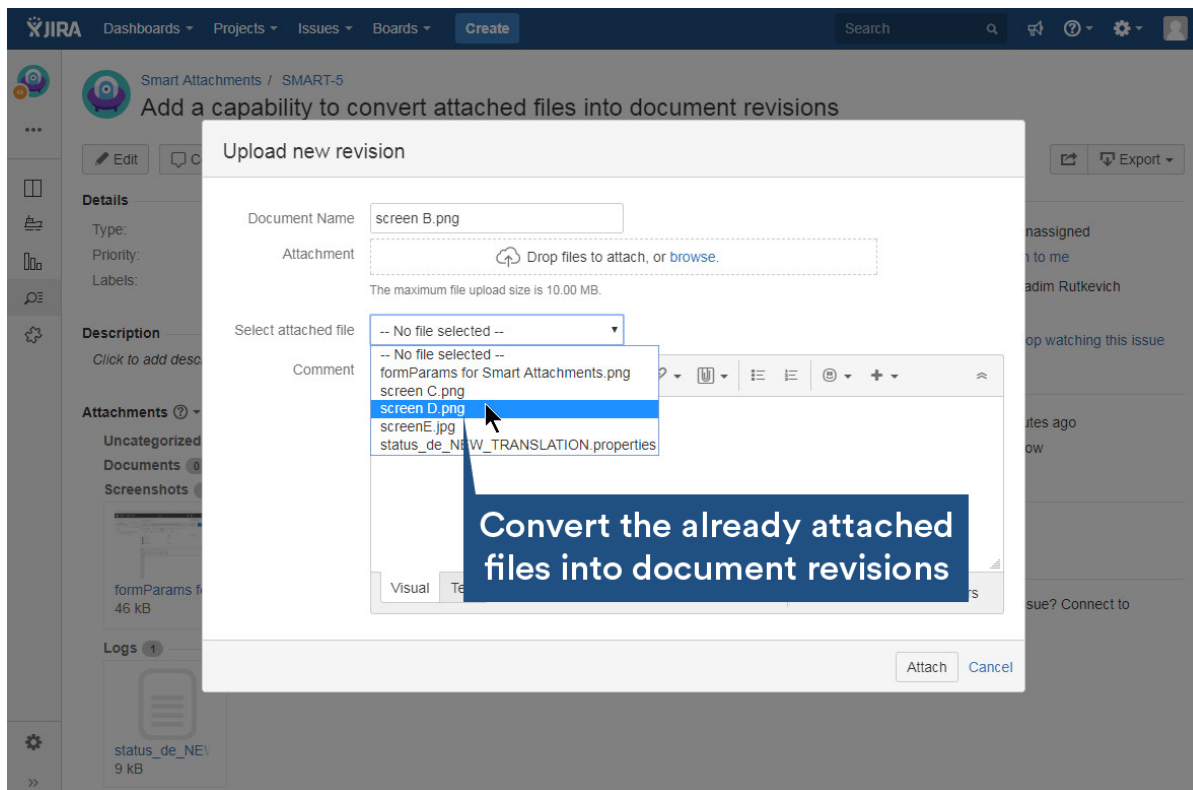 JIRA Dashboards Projects Issues Boards Create Search
Smart Attachments / SMART-5
Add a capability to convert attached files into document revisions
Edit
Export
Upload new revision
Details
Type:
Priority:
Labels:
Document Name screen B.png
Attachment Drop files to attach, or browse.
The maximum file upload size is 10.00 MB.
Select attached file -- No file selected --
-- No file selected --
formParams for Smart Attachments.png
screen C.png
screen D.png
screenE.jpg
status_de_NEW_TRANSLATION.properties
Comment
Convert the already attached
files into document revisions
Visual
Attach Cancel
Description
Click to add desc
Attachments
Uncategorized
Documents 0
Screenshots
formParams f
46 kB
Logs 1
status_de_NE
9 kB
nassigned
to me
adim Rutkevich
op watching this issue
utes ago
ow
sue? Connect to